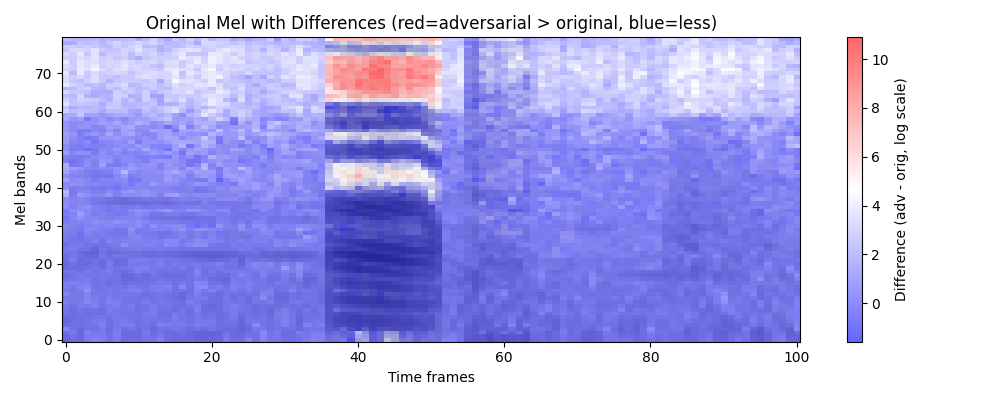 Original Mel with Differences (red=adversarial > original, blue=less)
Mel bands
70
60
50
40
30
20
10
0
0 20 40 60 80 100
Time frames
10
8
6
4
2
0
Difference (adv - orig, log scale)